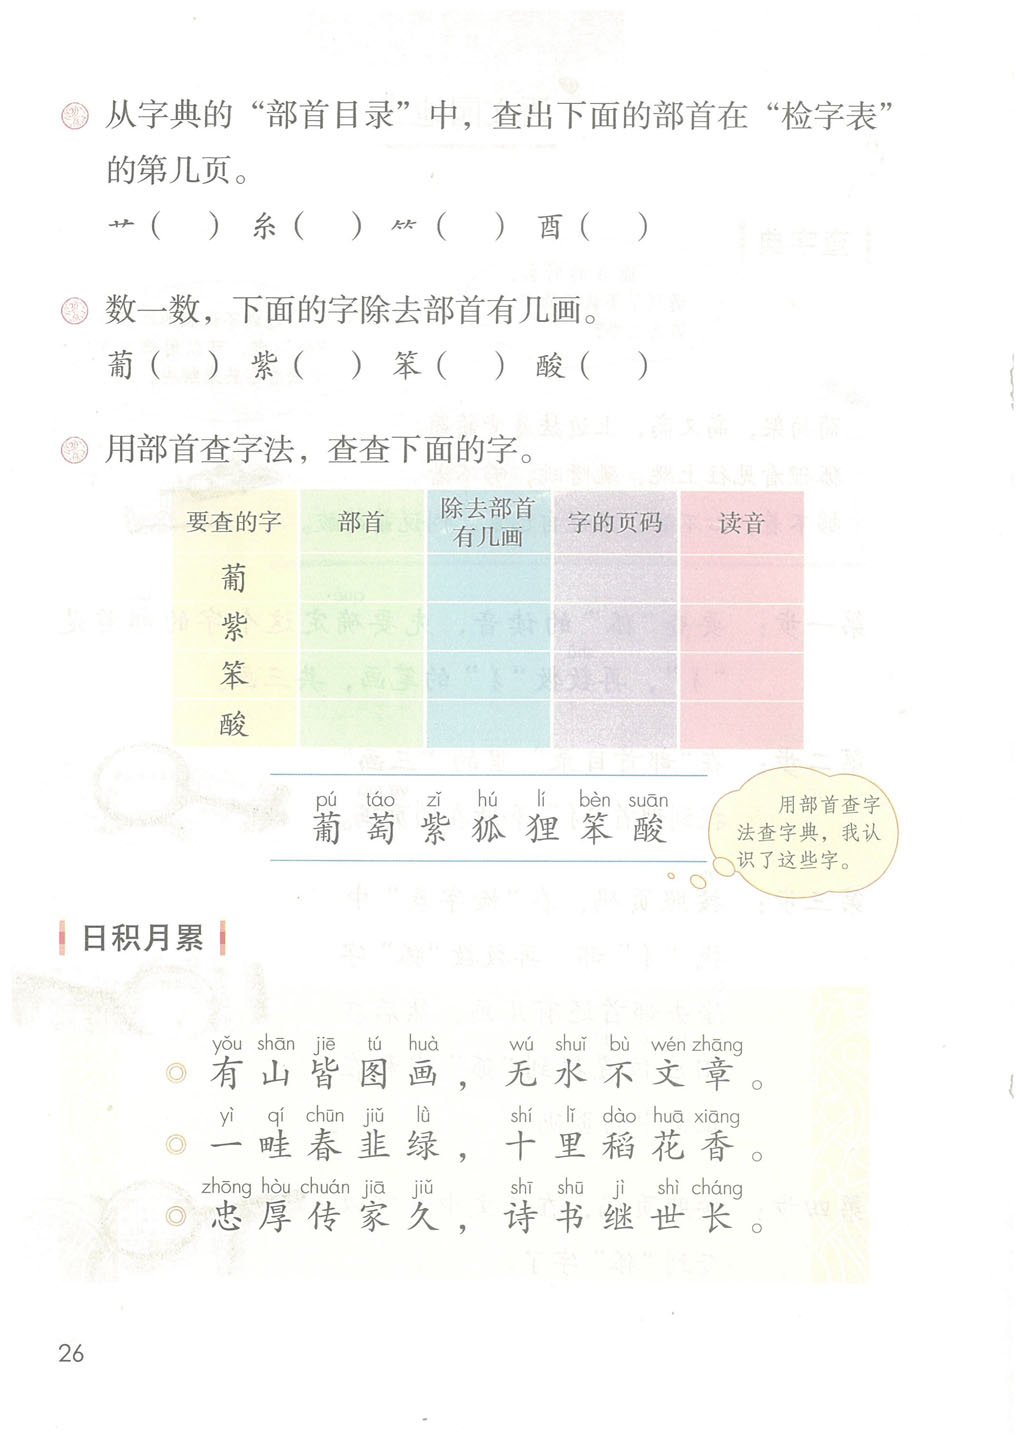 从字典的“部首目录”中，查出下面的部首在“检字表”
的第几页。
艹（ ） 糸（ ） ⺮（ ） 酉（ ）
数一数，下面的字除去部首有几画。
葡（ ） 紫（ ） 笨（ ） 酸（ ）
用部首查字法，查查下面的字。
要查的字 部首 除去部首有几画 字的页码 读音
葡
紫
笨
酸
pú táo zǐ hú lí bèn suān
葡 萄 紫 狐 狸 笨 酸
用部首查字
法查字典，我认
识了这些字。
日积月累
yǒu shān jiē tú huà wú shuǐ bù wén zhāng
有 山 皆 图 画 ， 无 水 不 文 章 。
yì qí chūn jiǔ lǜ shí lǐ dào huā xiāng
一 畦 春 韭 绿 ， 十 里 稻 花 香 。
zhōng hòu chuán jiā jiǔ shī shū jì shì cháng
忠 厚 传 家 久 ， 诗 书 继 世 长 。
26